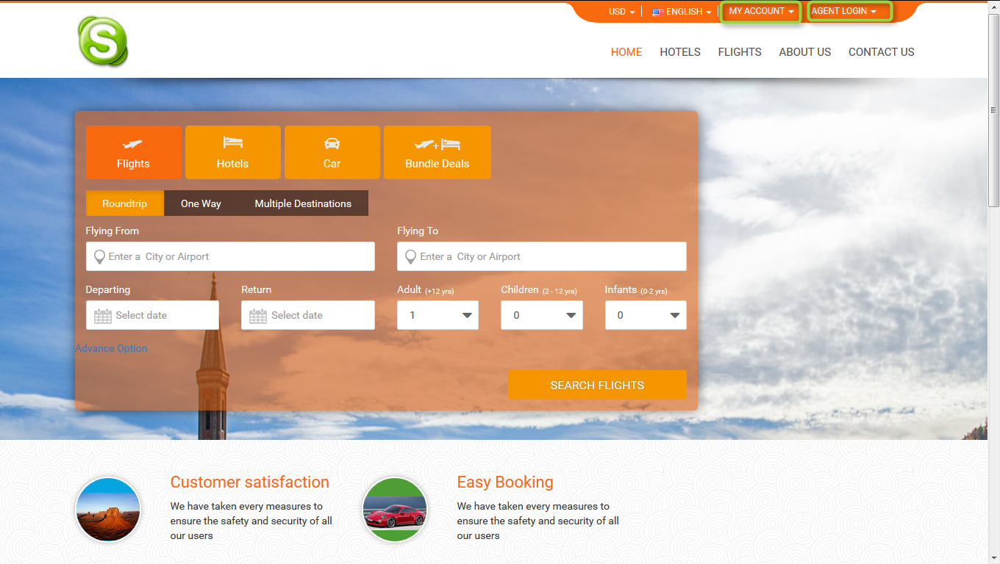 USD ENGLISH MY ACCOUNT AGENT LOGIN
S
HOME HOTELS FLIGHTS ABOUT US CONTACT US
Flights Hotels Car + Bundle Deals
Roundtrip One Way Multiple Destinations
Flying From Flying To
Enter a City or Airport Enter a City or Airport
Departing Return Adult (+12 yrs) Children (2 - 12 yrs) Infants (0-2 yrs)
Select date Select date 1 0 0
Advance Option
SEARCH FLIGHTS
Customer satisfaction
We have taken every measures to
ensure the safety and security of all
our users
Easy Booking
We have taken every measures to
ensure the safety and security of all
our users